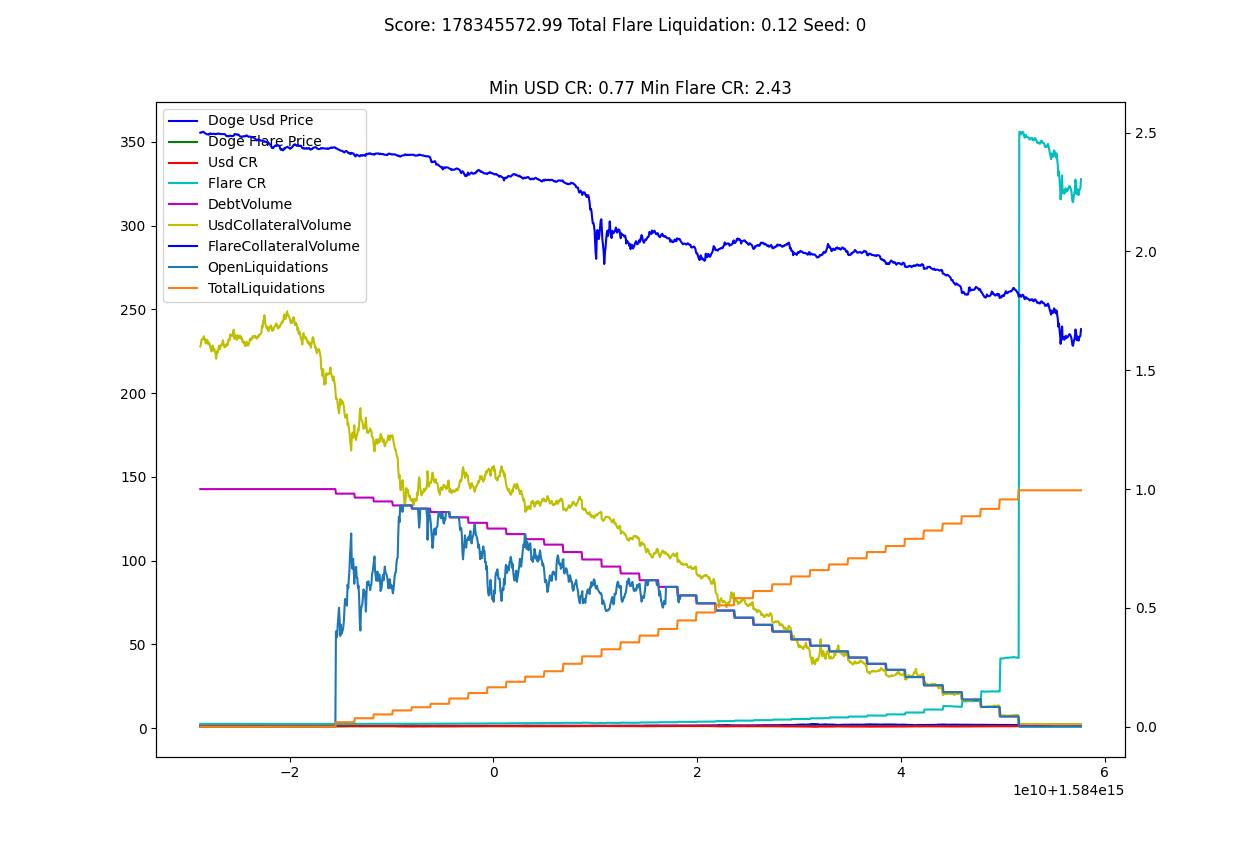 Score: 178345572.99 Total Flare Liquidation: 0.12 Seed: 0
Min USD CR: 0.77 Min Flare CR: 2.43
Doge Usd Price
Doge Flare Price
Usd CR
Flare CR
DebtVolume
UsdCollateralVolume
FlareCollateralVolume
OpenLiquidations
TotalLiquidations
350
300
250
200
150
100
50
0
2.5
2.0
1.5
1.0
0.5
0.0
−2 0 2 4 6
1e10+1.584e15